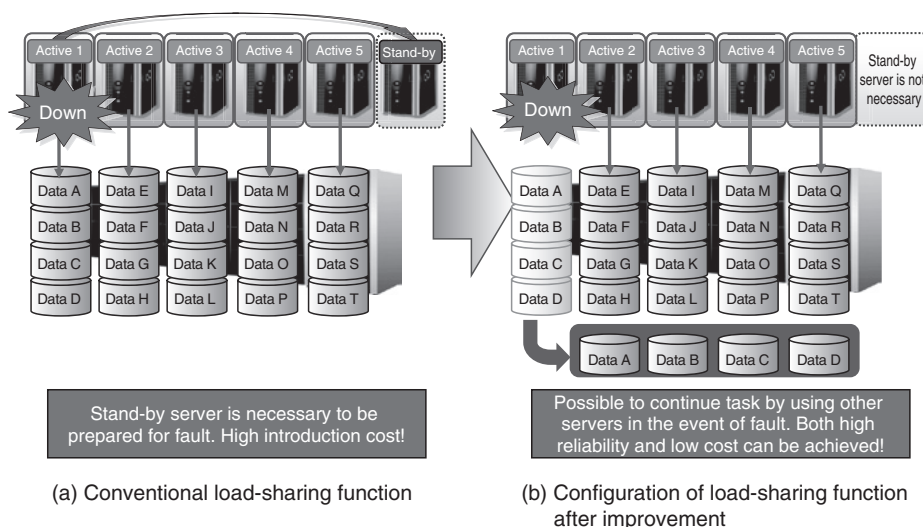 Active 1 Active 2 Active 3 Active 4 Active 5 Stand-by
Down
Data A Data E Data I Data M Data Q
Data B Data F Data J Data N Data R
Data C Data G Data K Data O Data S
Data D Data H Data L Data P Data T
Stand-by server is necessary to be
prepared for fault. High introduction cost!
(a) Conventional load-sharing function
Active 1 Active 2 Active 3 Active 4 Active 5
Stand-by
server is not
necessary
Down
Data A Data E Data I Data M Data Q
Data B Data F Data J Data N Data R
Data C Data G Data K Data O Data S
Data D Data H Data L Data P Data T
Data A Data B Data C Data D
Possible to continue task by using other
servers in the event of fault. Both high
reliability and low cost can be achieved!
(b) Configuration of load-sharing function
after improvement